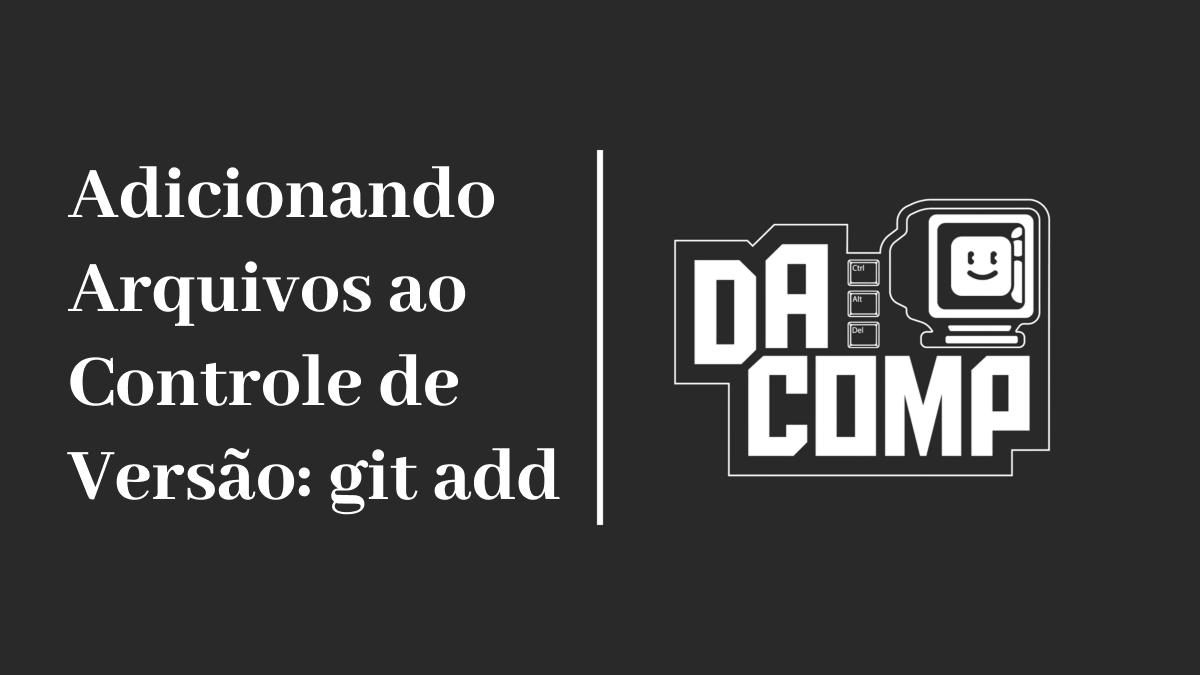 Adicionando
Arquivos ao
Controle de
Versão: git add
DA
Ctrl
Alt
Del
COMP